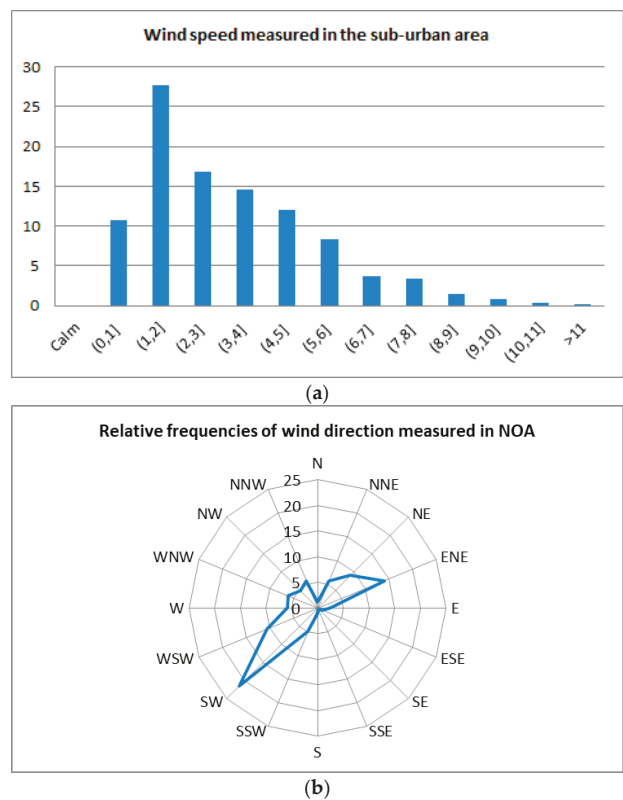 Wind speed measured in the sub-urban area
30
25
20
15
10
5
0
Calm
(0,1]
(1,2]
(2,3]
(3,4]
(4,5]
(5,6]
(6,7]
(7,8]
(8,9]
(9,10]
(10,11]
>11
(a)
Relative frequencies of wind direction measured in NOA
N
NNE
NE
ENE
E
ESE
SE
SSE
S
SSW
SW
WSW
W
WNW
NW
NNW
25
20
15
10
5
0
(b)